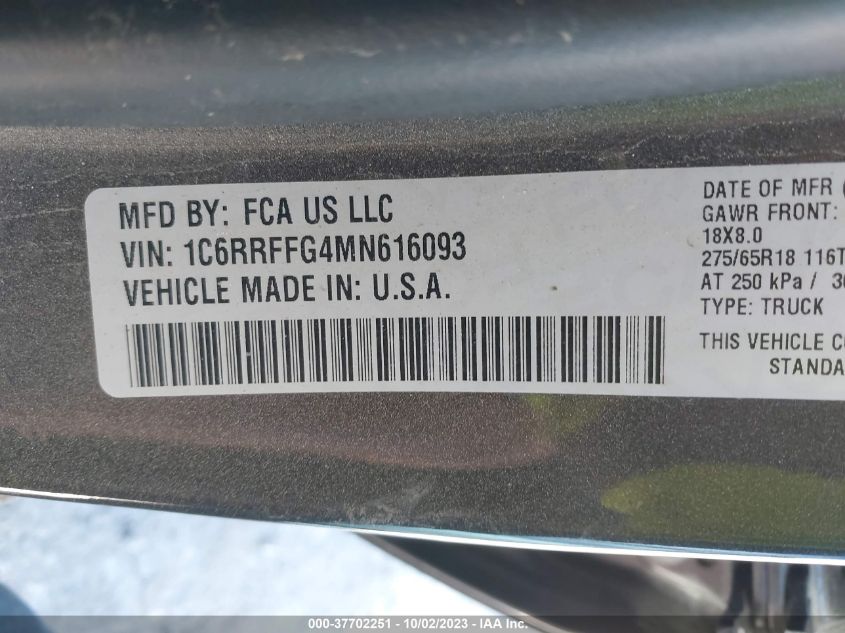 MFD BY: FCA US LLC
VIN: 1C6RRFFG4MN616093
VEHICLE MADE IN: U.S.A.
DATE OF MFR
GAWR FRONT:
18X8.0
275/65R18 116T
AT 250 kPa /
TYPE: TRUCK
THIS VEHICLE
000-37702251 - 10/02/2023 - IAA Inc.